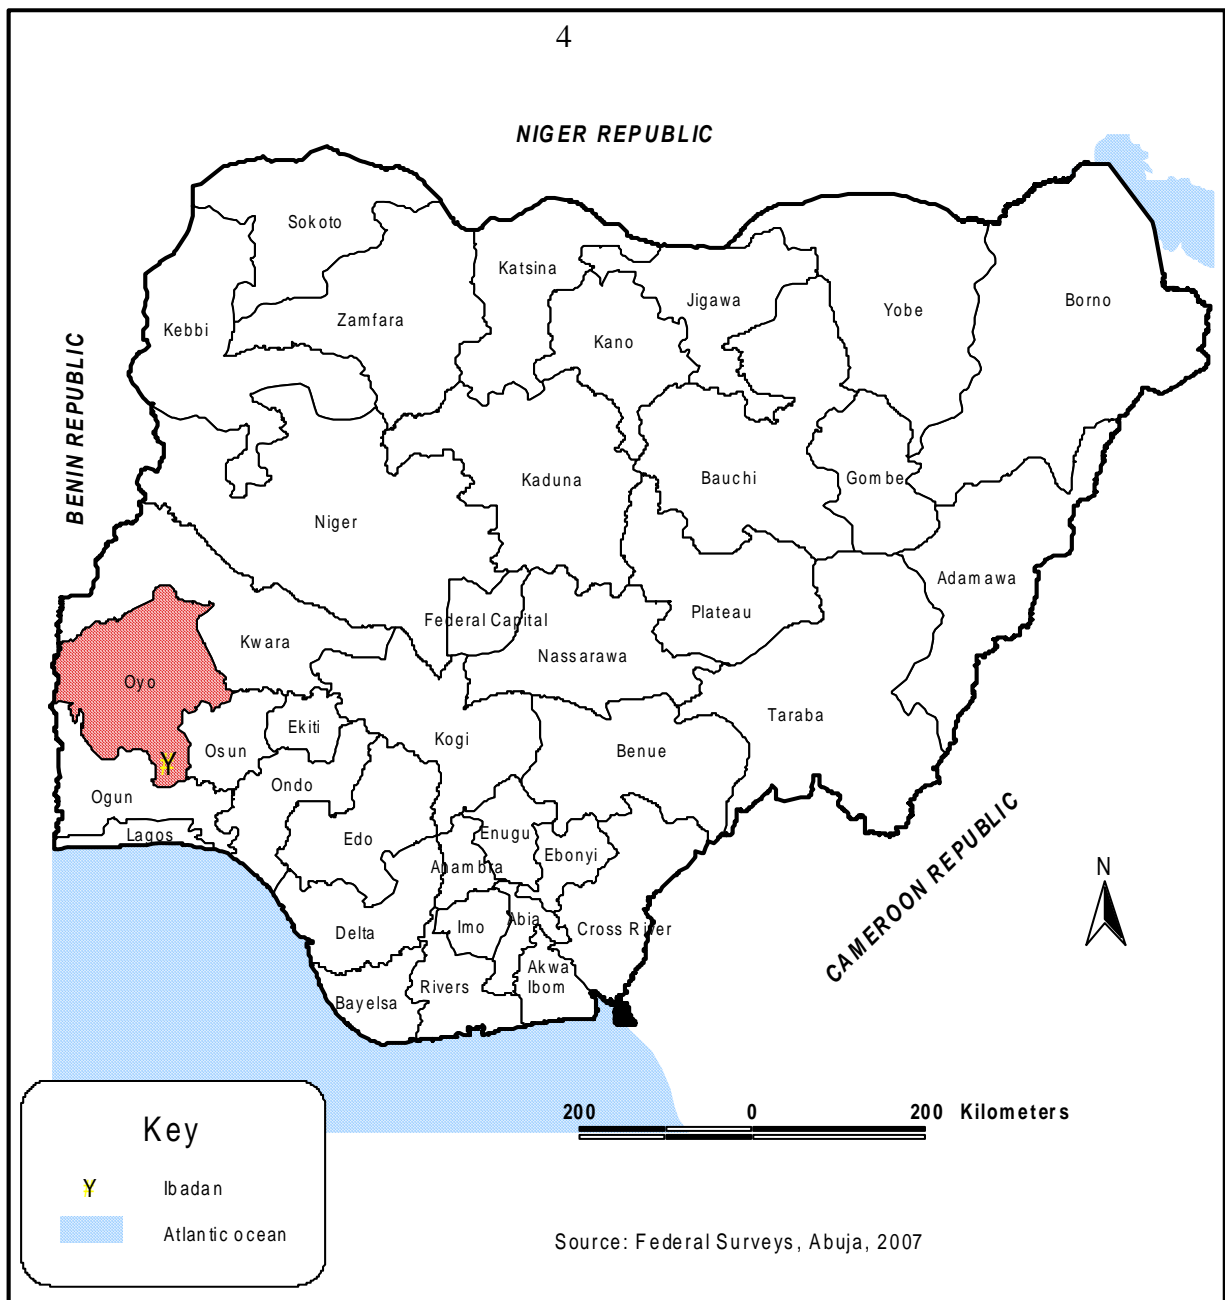 4
NIGER REPUBLIC
Sokoto
Katsina
Jigawa
Yobe
Borno
Kebbi
Zamfara
Kano
BENIN REPUBLIC
Kaduna
Bauchi
Gombe
Niger
Adamawa
Federal Capital
Plateau
Kwara
Nassarawa
Oyo
Taraba
Ekiti
Kogi
Osun
Benue
Y
Ondo
Ogun
Lagos
Edo
Enugu
Ebonyi
Anambra
CAMEROON REPUBLIC
N
Delta
Imo
Abia
Cross River
Akwa
Ibom
Bayelsa
Rivers
200 0 200 Kilometers
Key
Y Ibadan
Atlantic ocean
Source: Federal Surveys, Abuja, 2007